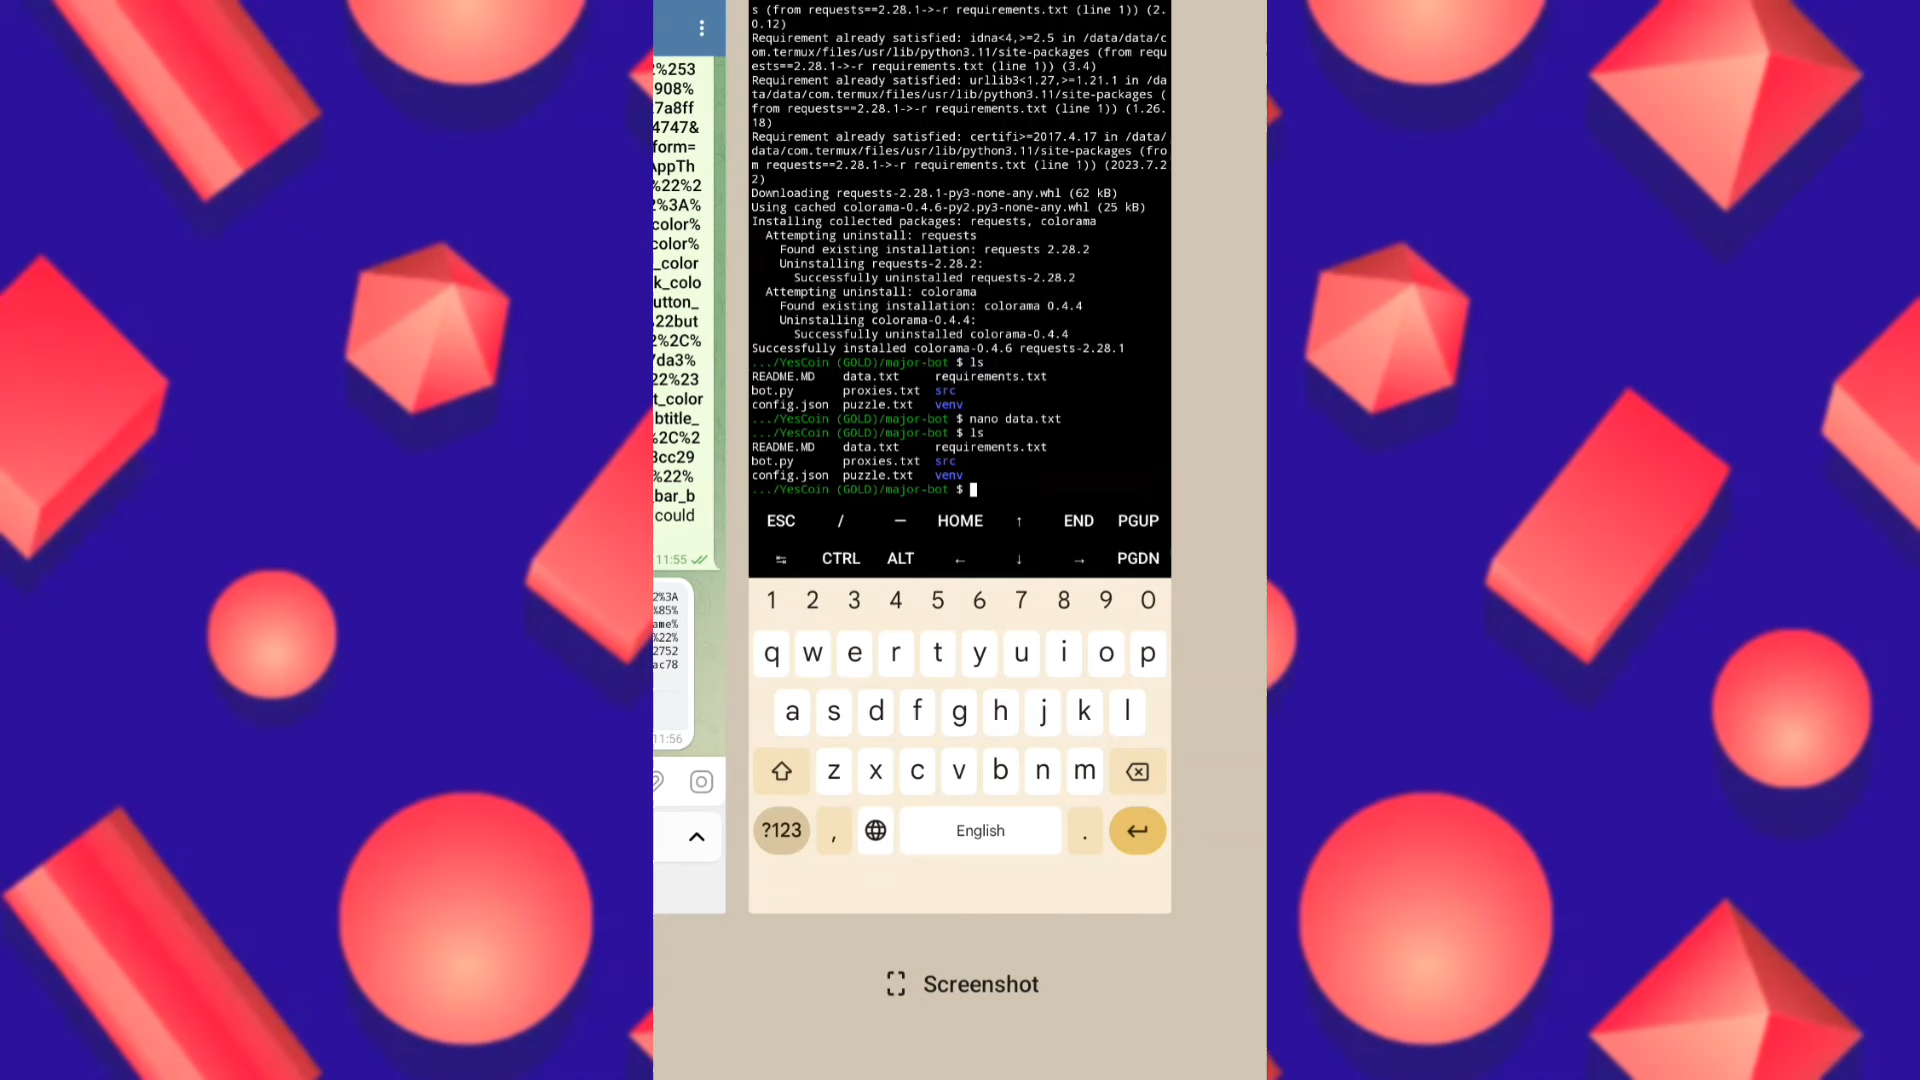 2%253
908%
7a8ff
4747&
form=
AppTh
%22%2
2%3A%
color%
color%
_color
k_colo
utton_
22but
2%2C%
7da3%
22%23
t_color
btitle_
%2C%2
3cc29
%22%
bar_b
could
11:55
2%3A
%85%
ame%
%22%
2752
ac78
11:56
s (from requests==2.28.1->-r requirements.txt (line 1)) (2.
0.12)
Requirement already satisfied: idna<4,>=2.5 in /data/data/c
om.termux/files/usr/lib/python3.11/site-packages (from requ
ests==2.28.1->-r requirements.txt (line 1)) (3.4)
Requirement already satisfied: urllib3<1.27,>=1.21.1 in /da
ta/data/com.termux/files/usr/lib/python3.11/site-packages (
from requests==2.28.1->-r requirements.txt (line 1)) (1.26.
18)
Requirement already satisfied: certifi>=2017.4.17 in /data/
data/com.termux/files/usr/lib/python3.11/site-packages (fro
m requests==2.28.1->-r requirements.txt (line 1)) (2023.7.2
2)
Downloading requests-2.28.1-py3-none-any.whl (62 kB)
Using cached colorama-0.4.6-py2.py3-none-any.whl (25 kB)
Installing collected packages: requests, colorama
Attempting uninstall: requests
Found existing installation: requests 2.28.2
Uninstalling requests-2.28.2:
Successfully uninstalled requests-2.28.2
Attempting uninstall: colorama
Found existing installation: colorama 0.4.4
Uninstalling colorama-0.4.4:
Successfully uninstalled colorama-0.4.4
Successfully installed colorama-0.4.6 requests-2.28.1
.../YesCoin (GOLD)/major-bot $ ls
README.MD data.txt requirements.txt
bot.py proxies.txt src
config.json puzzle.txt venv
.../YesCoin (GOLD)/major-bot $ nano data.txt
.../YesCoin (GOLD)/major-bot $ ls
README.MD data.txt requirements.txt
bot.py proxies.txt src
config.json puzzle.txt venv
.../YesCoin (GOLD)/major-bot $
ESC / — HOME ↑ END PGUP
⇆ CTRL ALT ← ↓ → PGDN
1 2 3 4 5 6 7 8 9 0
q w e r t y u i o p
a s d f g h j k l
z x c v b n m
?123 , English .
Screenshot